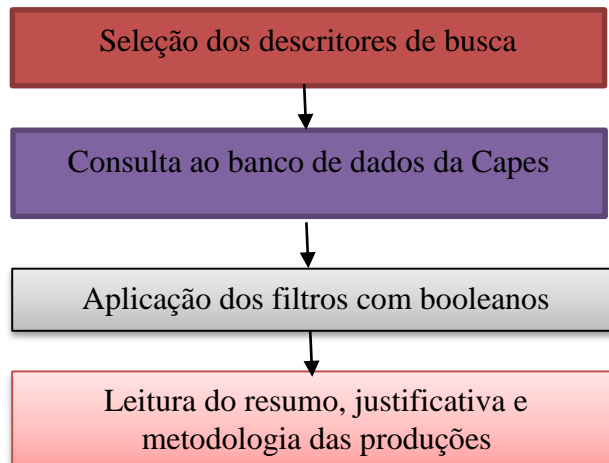 Seleção dos descritores de busca
Consulta ao banco de dados da Capes
Aplicação dos filtros com booleanos
Leitura do resumo, justificativa e
metodologia das produções